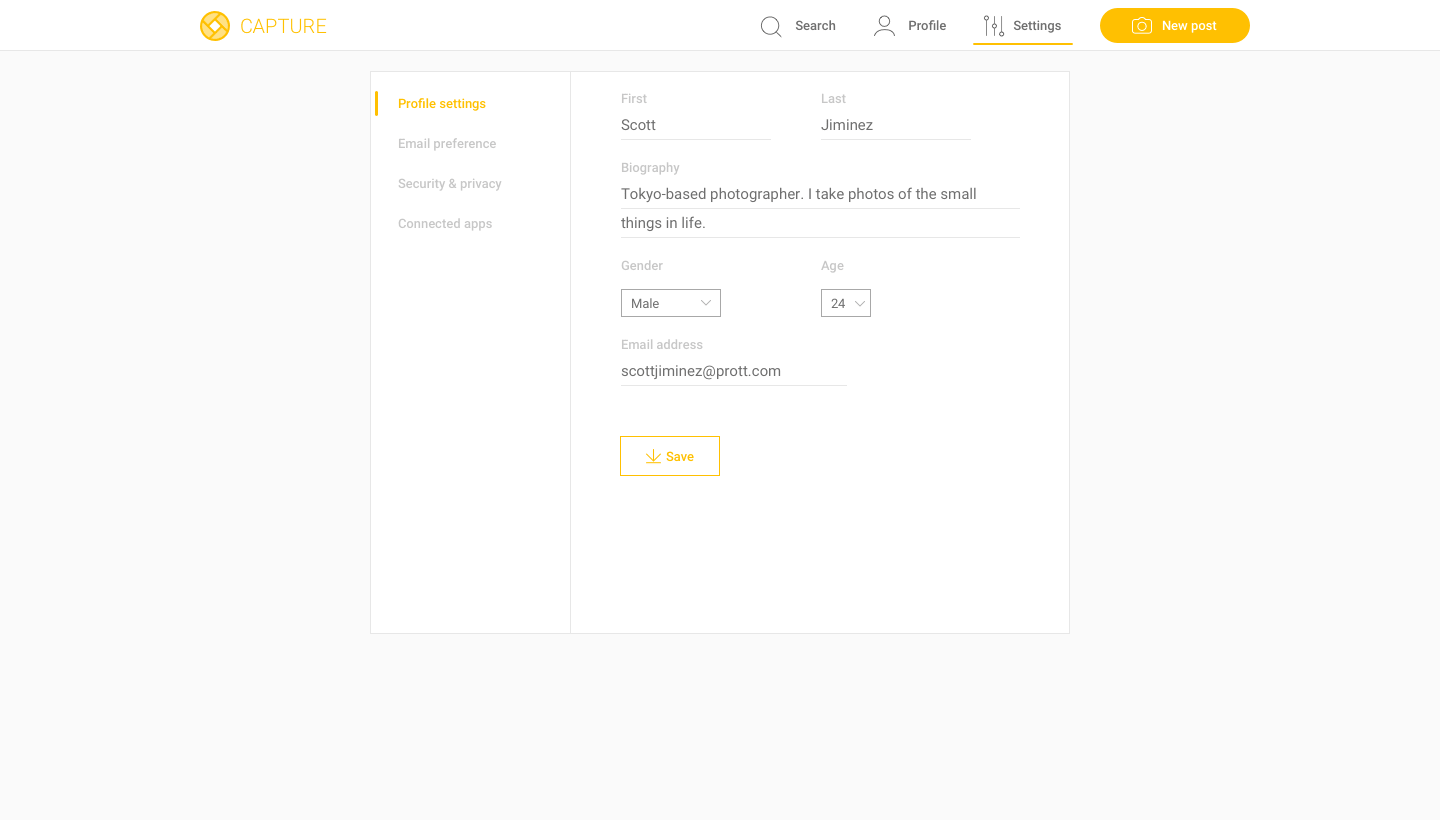 CAPTURE
Search
Profile
Settings
New post
Profile settings
Email preference
Security & privacy
Connected apps
First
Last
Scott
Jiminez
Biography
Tokyo-based photographer. I take photos of the small
things in life.
Gender
Age
Male
24
Email address
scottjiminez@prott.com
Save